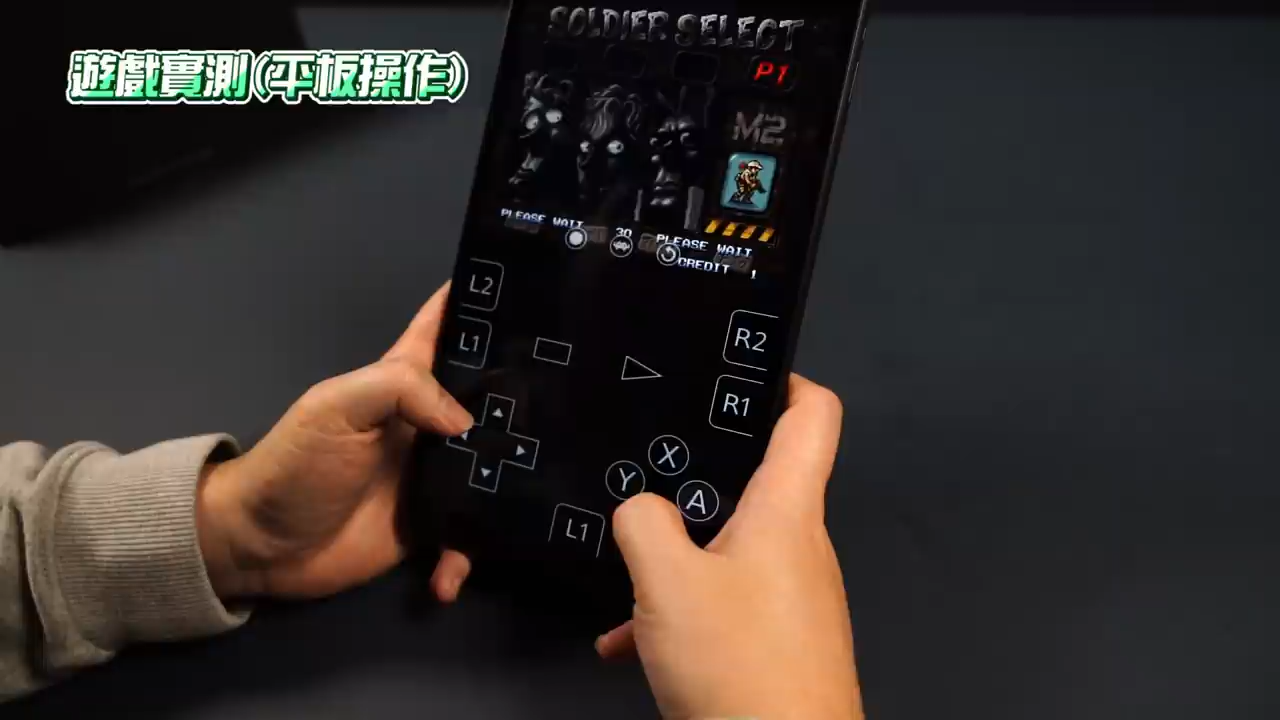 遊戲實測(平板操作)
SOLDIER SELECT
P1
M2
PLEASE WAIT
30
PLEASE WAIT
CREDIT 1
L2
L1
R2
R1
X
Y
A
L1